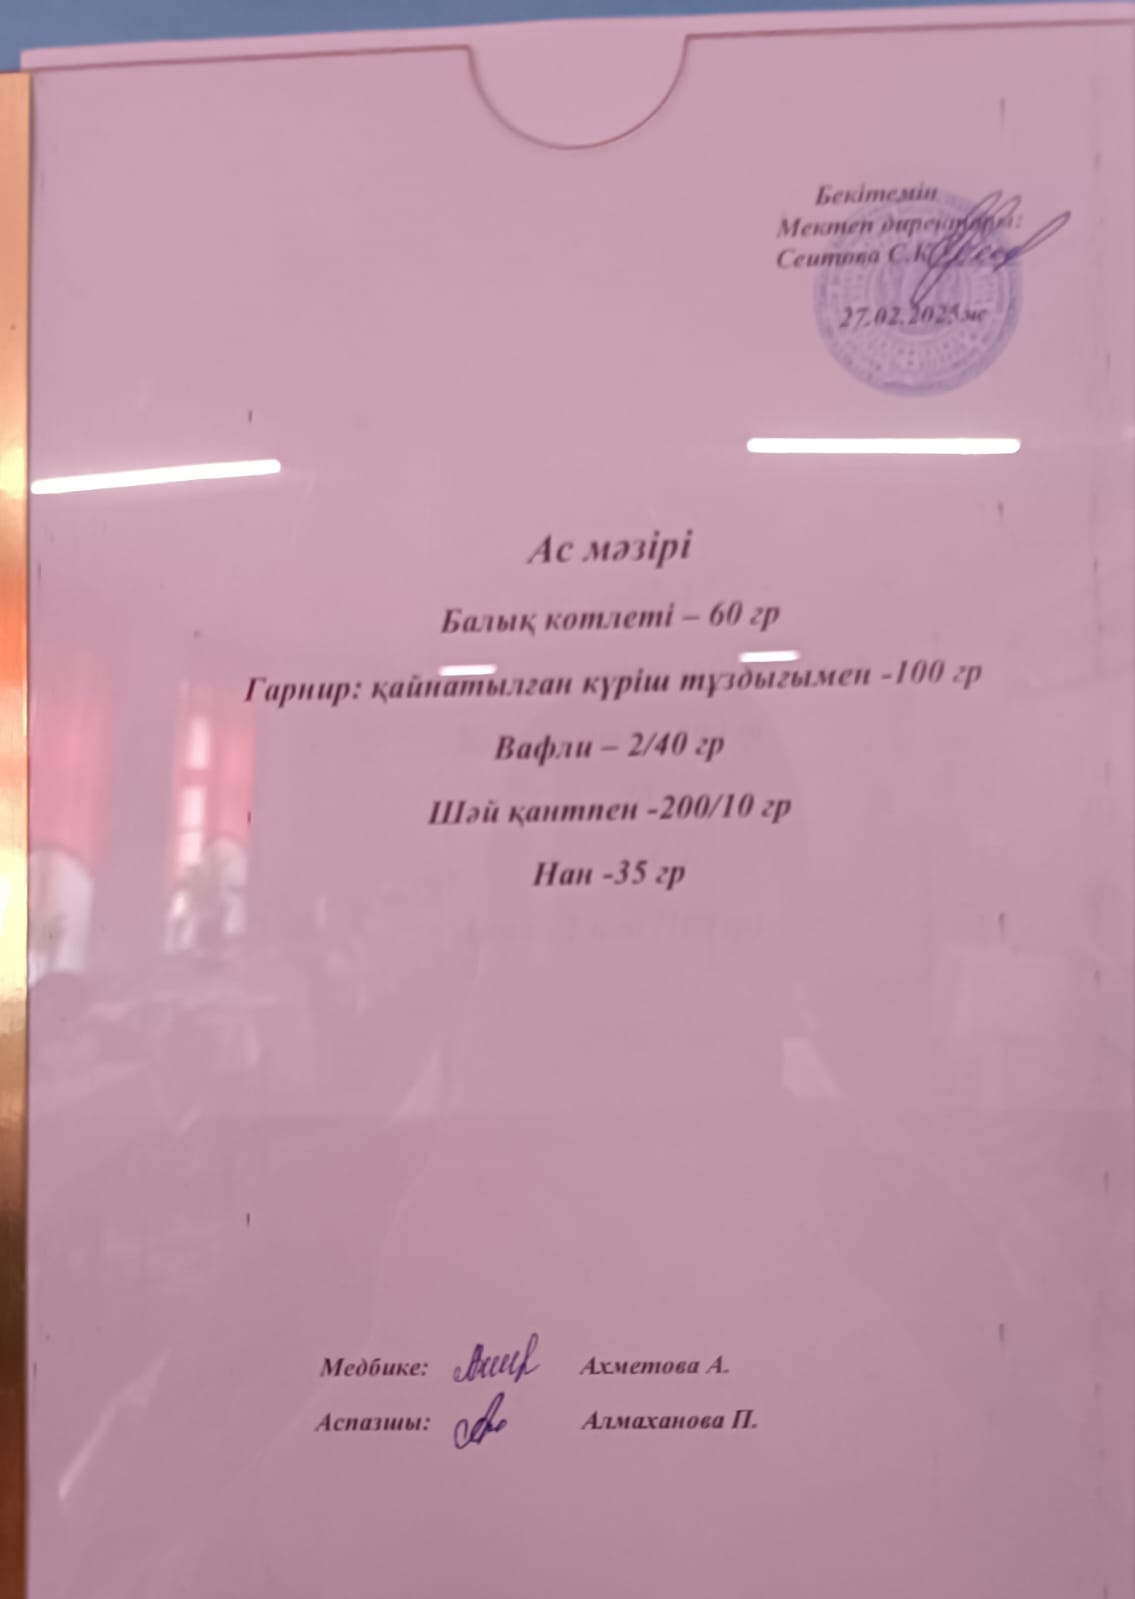 Бекітемін
Мектеп директоры:
Сеитова С.К
27.02.2025ж
Ас мәзірі
Балық котлеті – 60 гр
Гарнир: қайнатылған күріш тұздығымен -100 гр
Вафли – 2/40 гр
Шәй қантпен -200/10 гр
Нан -35 гр
Медбике: Ахметова А.
Аспазшы: Алмаханова П.